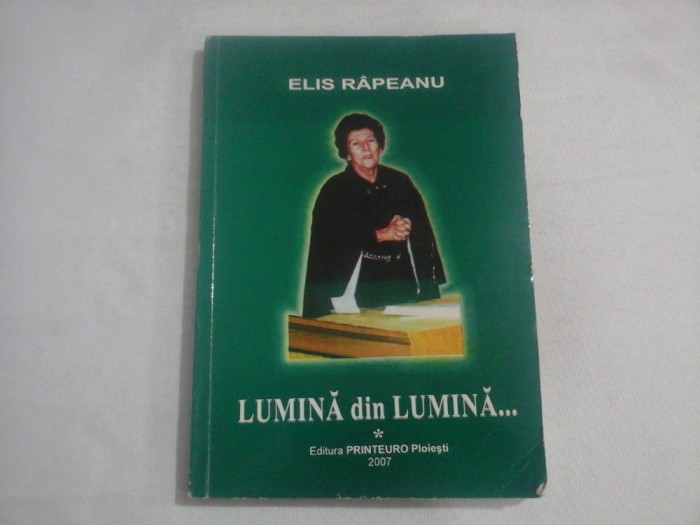 ELIS RÂPEANU
LUMINĂ din LUMINĂ...
*
Editura PRINTEURO Ploieşti
2007